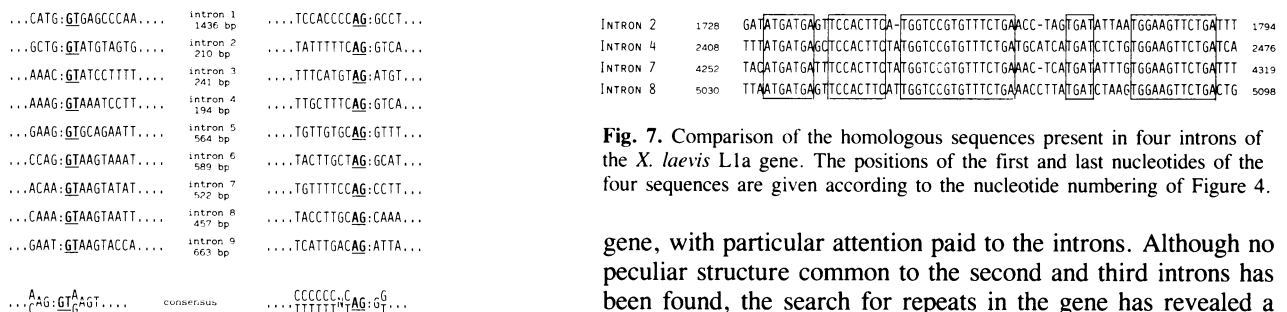 ...CATG:GTGAGCCCAA.... intron 1 ....TCCACCCCAG:GCCT...
1436 bp
...GCTG:GTATGTAGTG.... intron 2 ....TATTTTTCAG:GTCA...
210 bp
...AAAC:GTATCCTTTT.... intron 3 ....TTTCATGTAG:ATGT...
241 bp
...AAAG:GTAAATCCTT.... intron 4 ....TTGCTTTCAG:GTCA...
194 bp
...GAAG:GTGCAGAATT.... intron 5 ....TGTTGTGCAG:GTTT...
564 bp
...CCAG:GTAAGTAAAT.... intron 6 ....TACTTGCTAG:GCAT...
589 bp
...ACAA:GTAAGTATAT.... intron 7 ....TGTTTTCCAG:CCTT...
522 bp
...CAAA:GTAAGTAATT.... intron 8 ....TACCTTGCAG:CAAA...
457 bp
...GAAT:GTAAGTACCA.... intron 9 ....TCATTGACAG:ATTA...
663 bp
A A CCCCCC C G
...CAG:GTGAGT.... consensus ....TTTTTTNTAG:GT...
INTRON 2 1728 GATATGATGAGTTCCACTTCA-TGGTCCGTGTTTCTGAACC-TAGTGATATTAATGGAAGTTCTGATTT 1794
INTRON 4 2408 TTTATGATGAGCTCCACTTCTATGGTCCGTGTTTCTGATGCATCATGATCTCTGTGGAAGTTCTGATCA 2476
INTRON 7 4252 TACATGATGATTTCCACTTCTATGGTCCGTGTTTCTGAAAC-TCATGATATTTGTGGAAGTTCTGATTT 4319
INTRON 8 5030 TTAATGATGAGTTCCACTTCATTGGTCCGTGTTTCTGAAACCTTATGATCTAAGTGGAAGTTCTGACTG 5098
Fig. 7. Comparison of the homologous sequences present in four introns of
the X. laevis L1a gene. The positions of the first and last nucleotides of the
four sequences are given according to the nucleotide numbering of Figure 4.
gene, with particular attention paid to the introns. Although no
peculiar structure common to the second and third introns has
been found, the search for repeats in the gene has revealed a